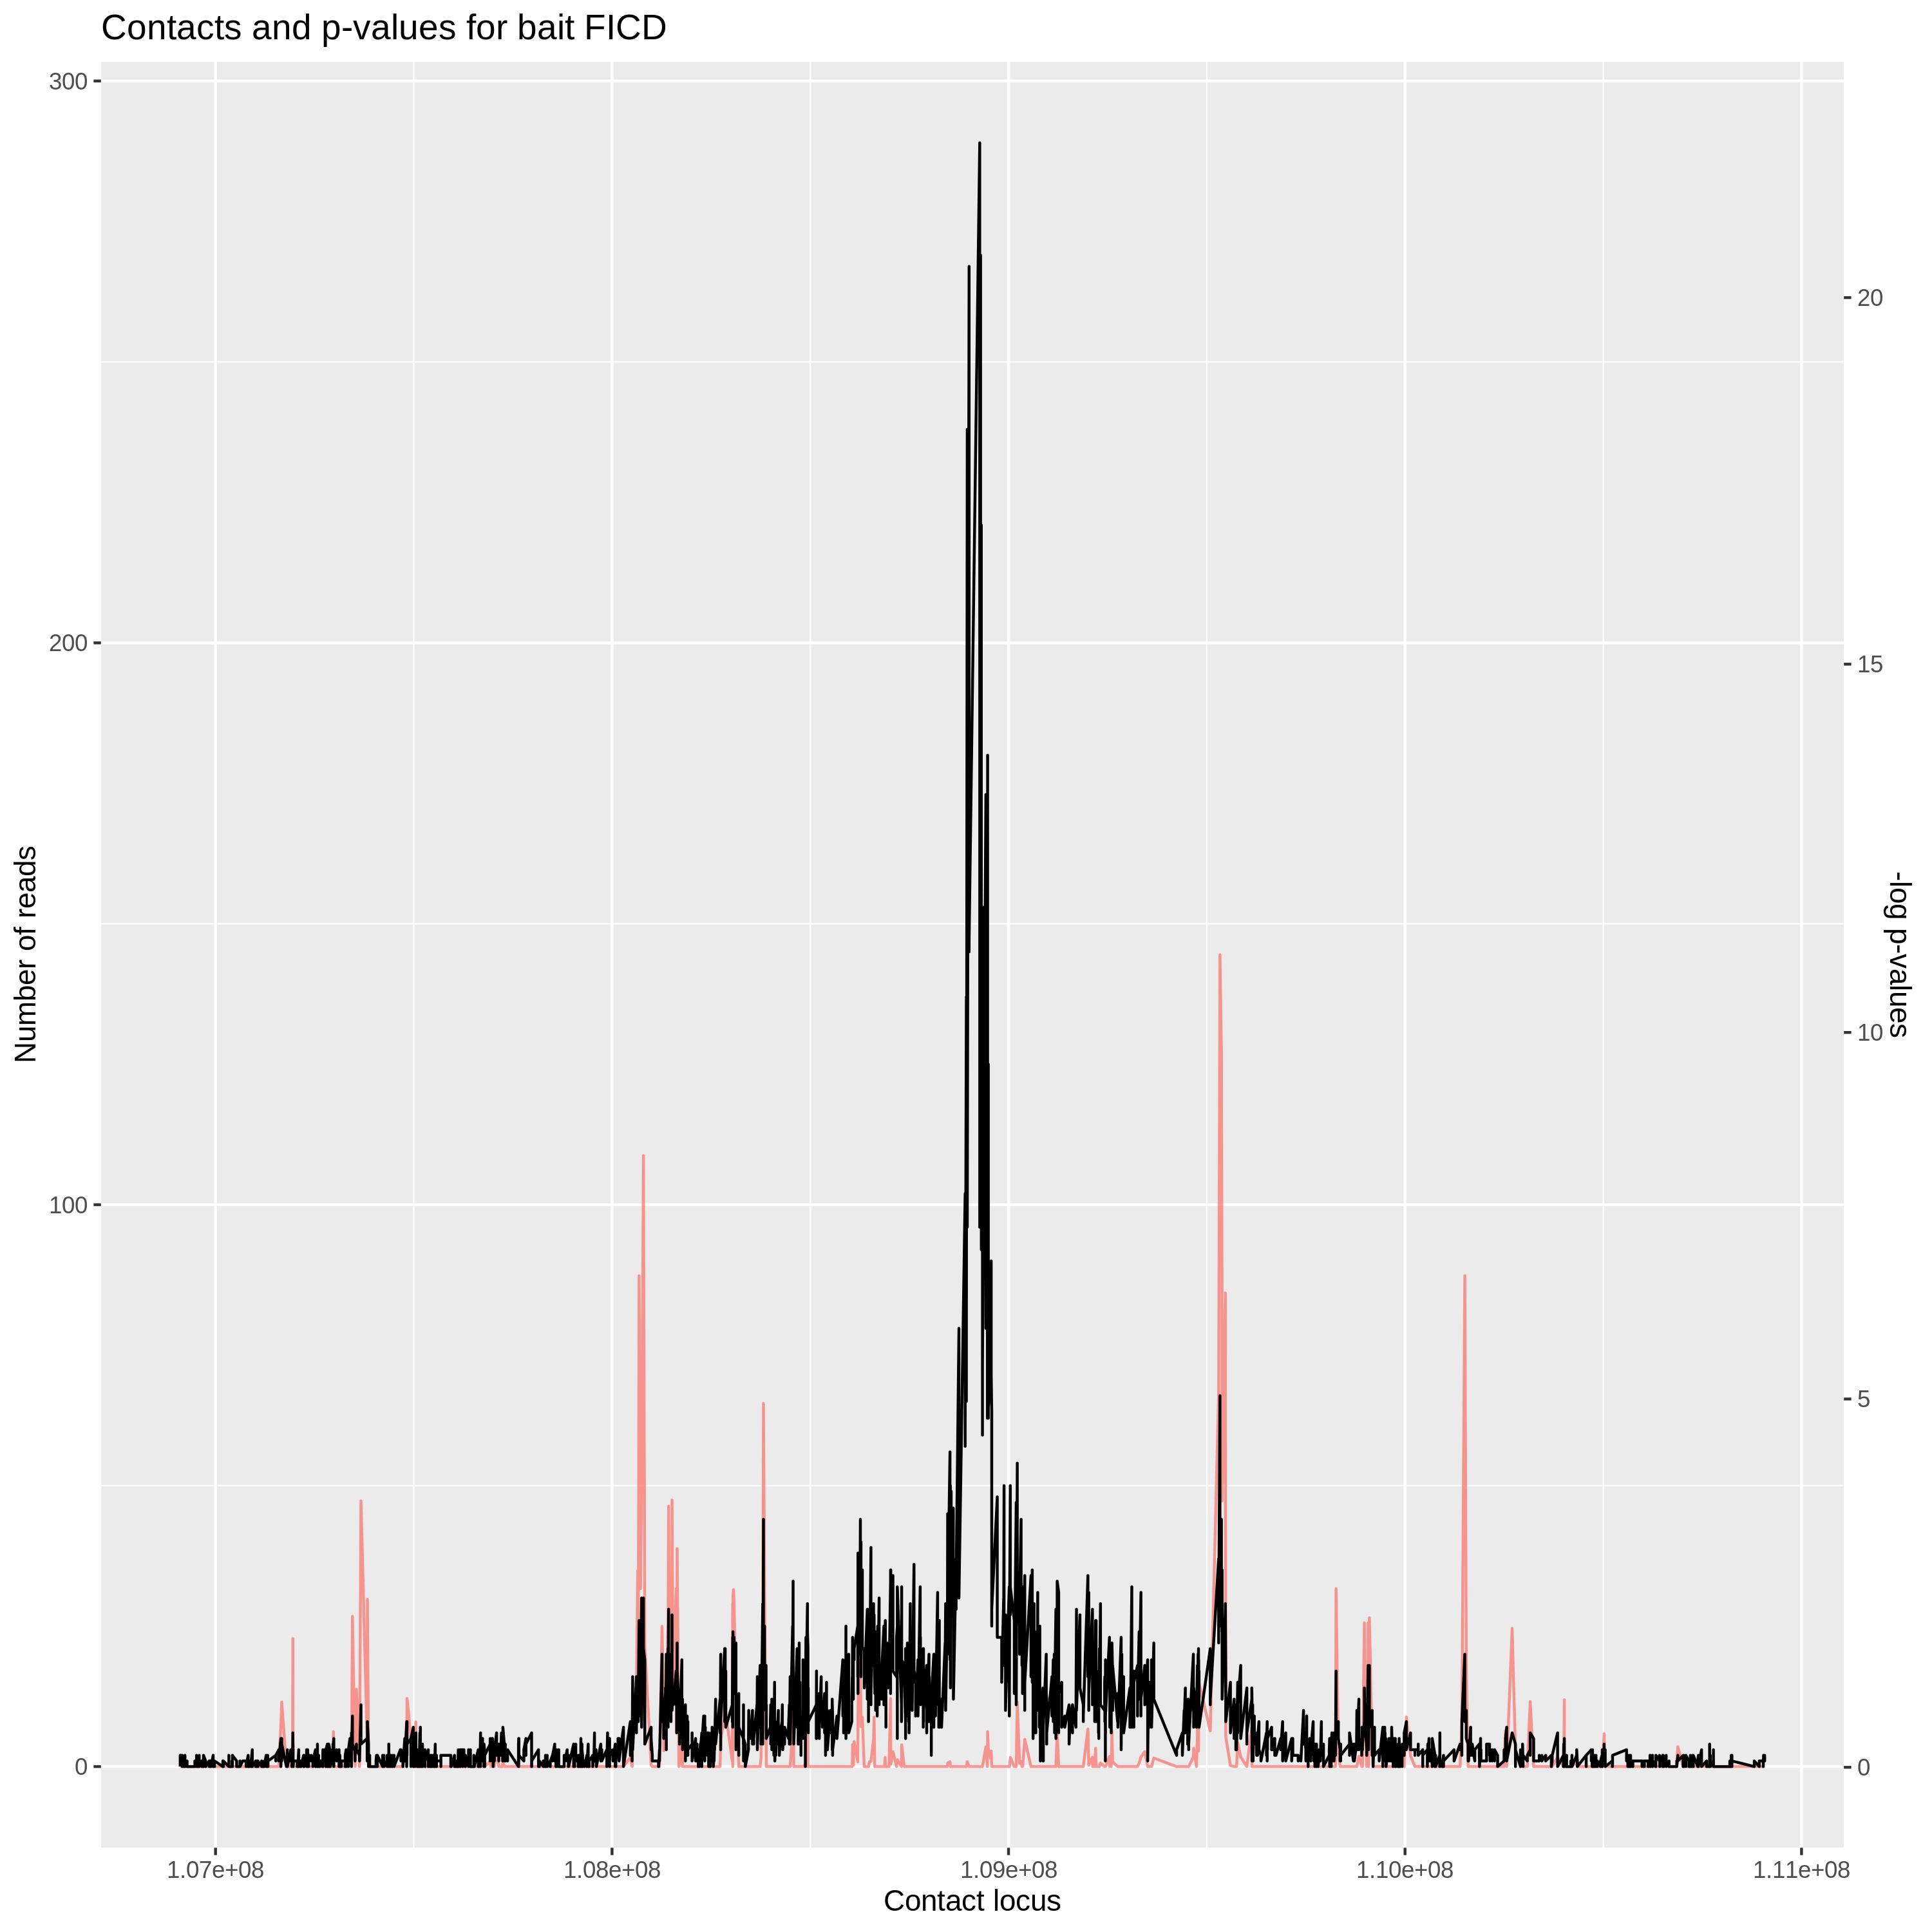 Contacts and p-values for bait FICD
300
200
100
0
Number of reads
20
15
10
5
0
-log p-values
1.07e+08
1.08e+08
1.09e+08
1.10e+08
1.11e+08
Contact locus